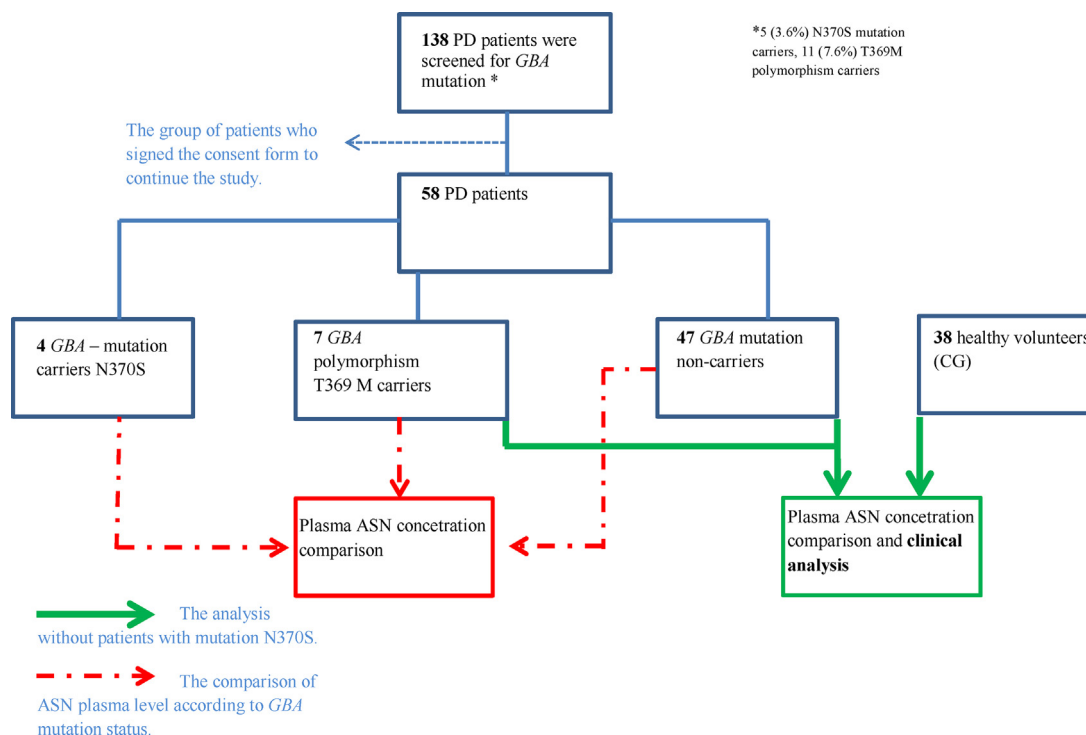 138 PD patients were
screened for GBA
mutation *
*5 (3.6%) N370S mutation
carriers, 11 (7.6%) T369M
polymorphism carriers
The group of patients who
signed the consent form to
continue the study.
58 PD patients
4 GBA – mutation
carriers N370S
7 GBA
polymorphism
T369 M carriers
47 GBA mutation
non-carriers
38 healthy volunteers
(CG)
Plasma ASN concetration
comparison
Plasma ASN concetration
comparison and clinical
analysis
The analysis
without patients with mutation N370S.
The comparison of
ASN plasma level according to GBA
mutation status.